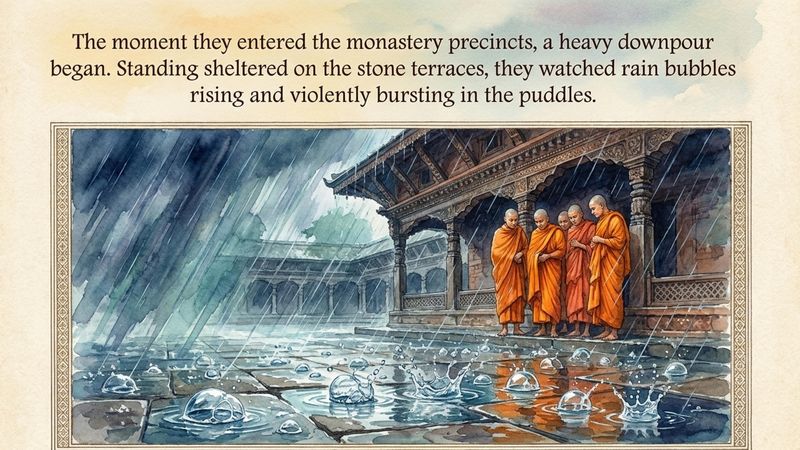 The moment they entered the monastery precincts, a heavy downpour
began. Standing sheltered on the stone terraces, they watched rain bubbles
rising and violently bursting in the puddles.